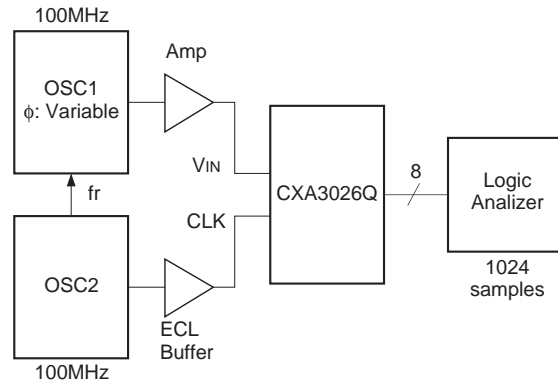 100MHz
OSC1
ϕ: Variable
Amp
fr
VIN
CLK
CXA3026Q
8
Logic
Analizer
1024
samples
OSC2
ECL
Buffer
100MHz